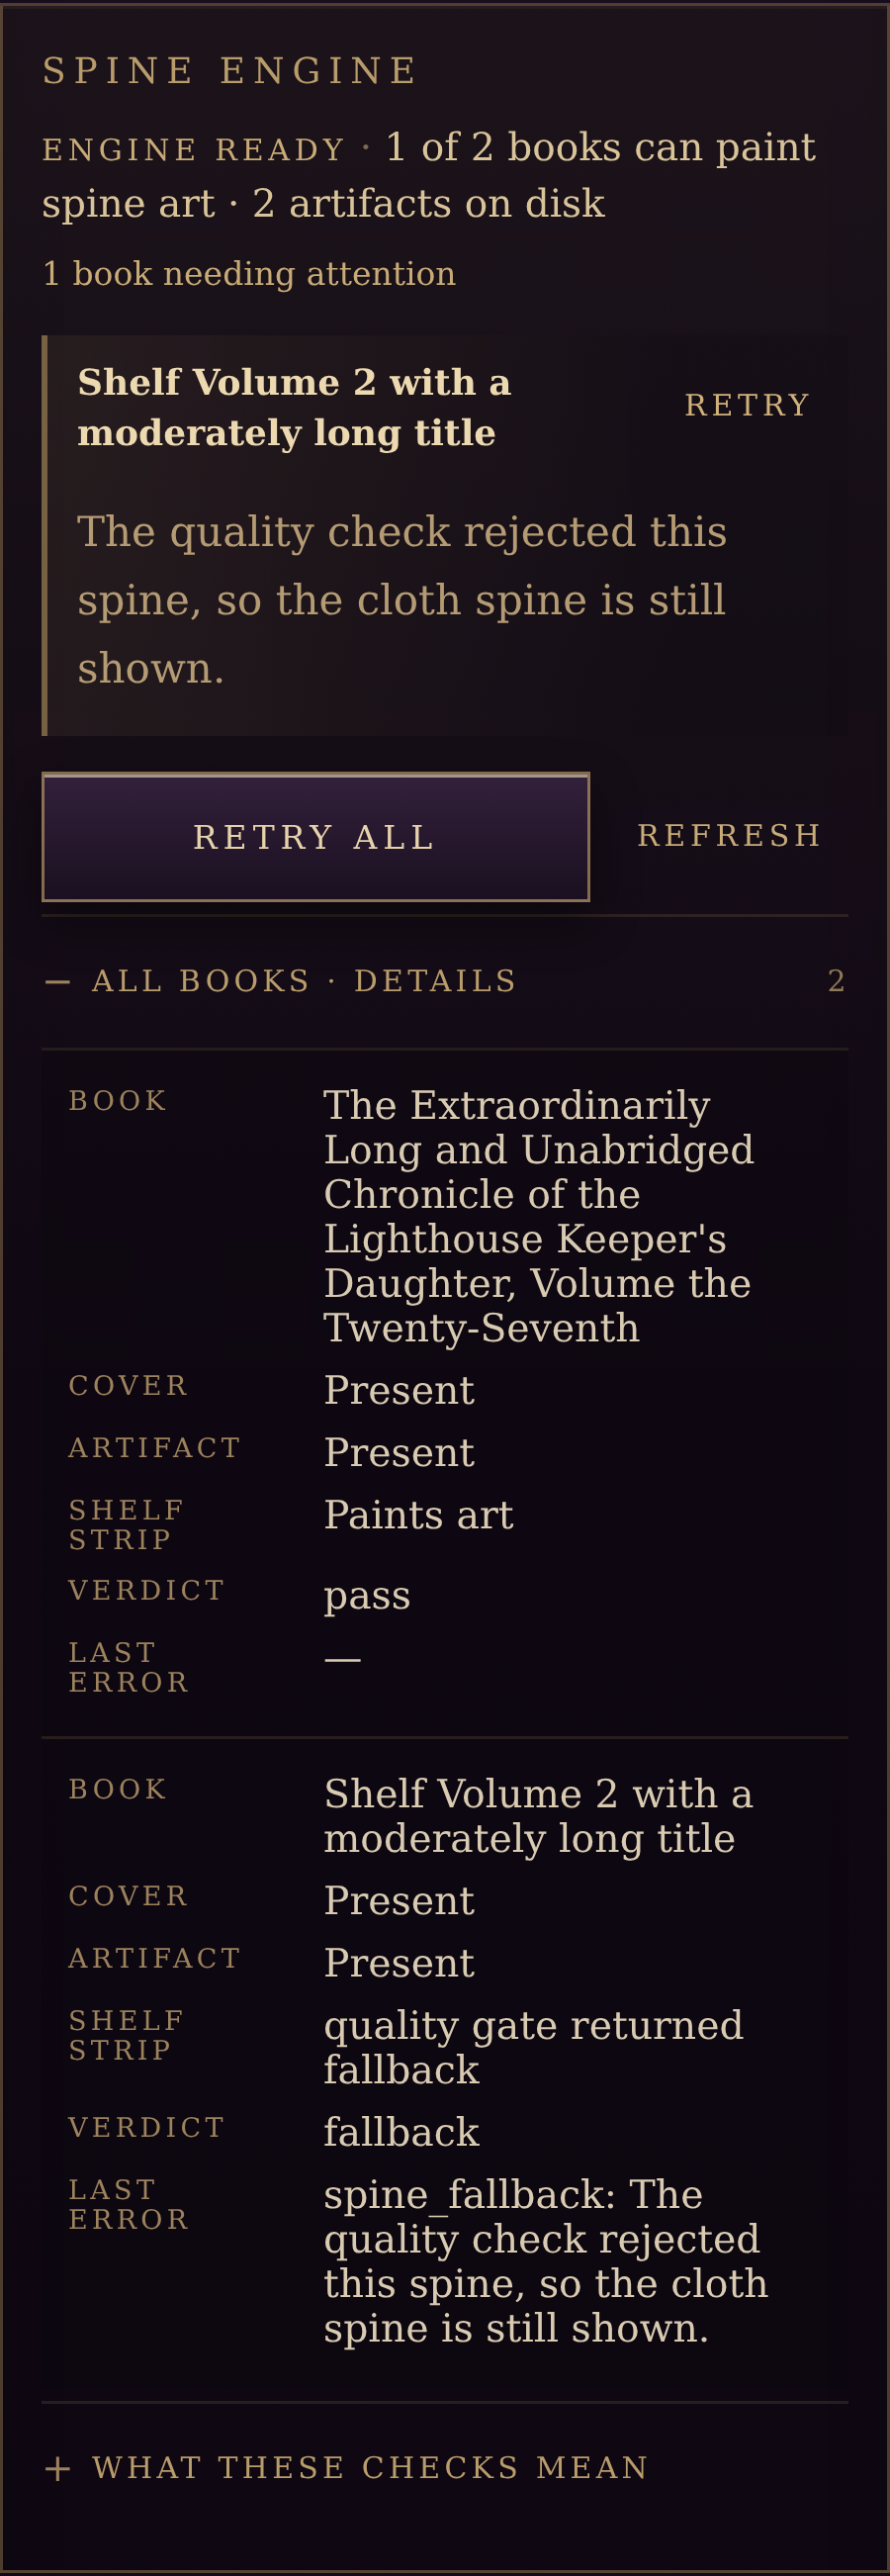 SPINE ENGINE
ENGINE READY · 1 of 2 books can paint
spine art · 2 artifacts on disk
1 book needing attention
Shelf Volume 2 with a
moderately long title
RETRY
The quality check rejected this
spine, so the cloth spine is still
shown.
RETRY ALL
REFRESH
− ALL BOOKS · DETAILS 2
BOOK
The Extraordinarily
Long and Unabridged
Chronicle of the
Lighthouse Keeper's
Daughter, Volume the
Twenty-Seventh
COVER
Present
ARTIFACT
Present
SHELF
STRIP
Paints art
VERDICT
pass
LAST
ERROR
—
BOOK
Shelf Volume 2 with a
moderately long title
COVER
Present
ARTIFACT
Present
SHELF
STRIP
quality gate returned
fallback
VERDICT
fallback
LAST
ERROR
spine_fallback: The
quality check rejected
this spine, so the cloth
spine is still shown.
+ WHAT THESE CHECKS MEAN